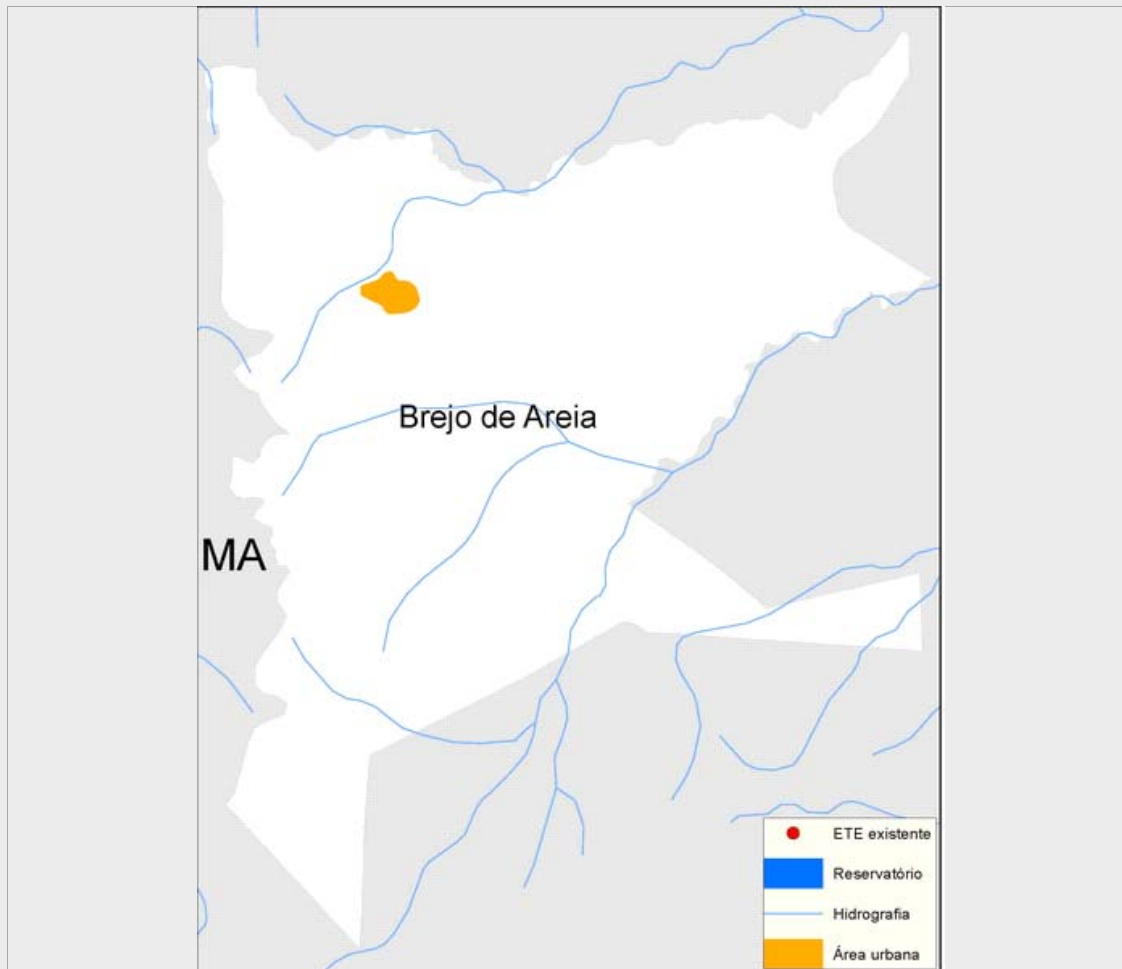 Brejo de Areia
MA
ETE existente
Reservatório
Hidrografia
Área urbana